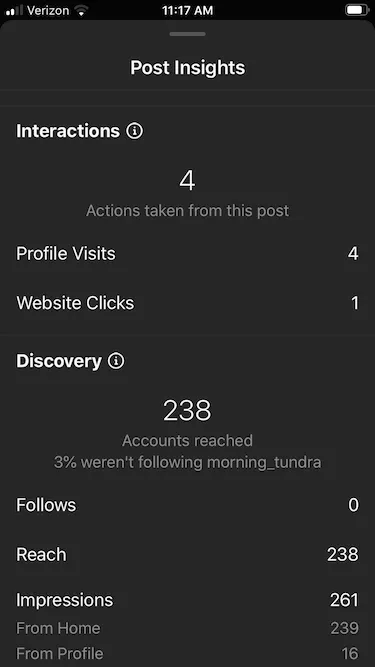 Verizon 11:17 AM
Post Insights
Interactions
4
Actions taken from this post
Profile Visits 4
Website Clicks 1
Discovery
238
Accounts reached
3% weren't following morning_tundra
Follows 0
Reach 238
Impressions 261
From Home 239
From Profile 16